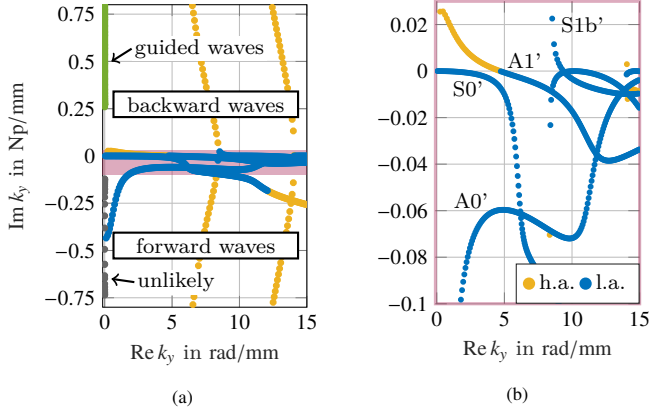 Im k_y in Np/mm
0.75
0.5
0.25
0
−0.25
−0.5
−0.75
guided waves
backward waves
forward waves
unlikely
0 5 10 15
Re k_y in rad/mm
(a)
0.02
0
−0.02
−0.04
−0.06
−0.08
−0.1
S1b'
A1'
S0'
A0'
h.a. l.a.
0 5 10 15
Re k_y in rad/mm
(b)